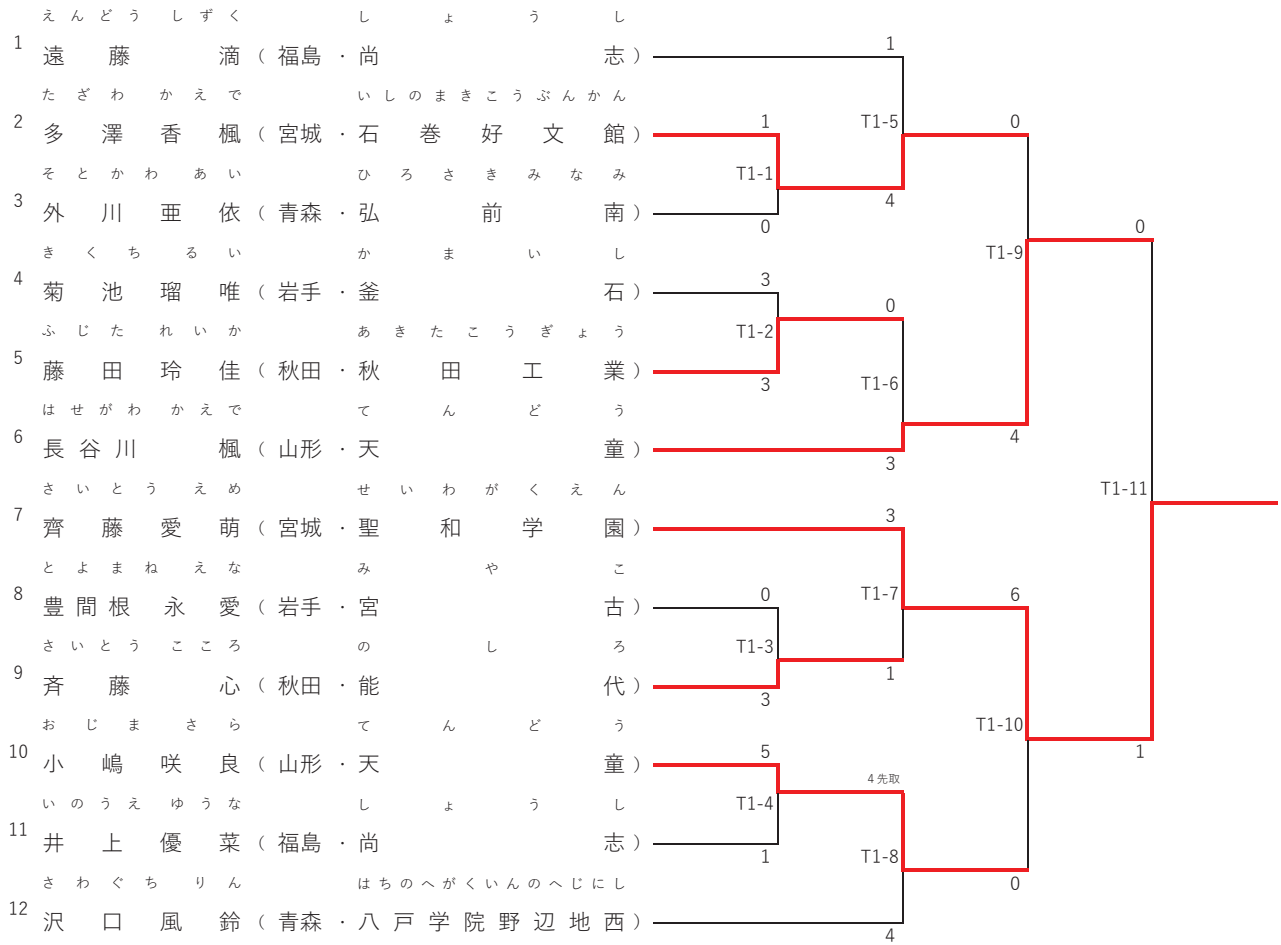 えんどう しずく しょうし
1 遠藤 滴 ( 福島 ・ 尚志 ) 1
たざわ かえで いしのまきこうぶんかん
2 多澤香楓 ( 宮城 ・ 石巻好文館 ) 1 T1-5 0
そとかわ あい ひろさきみなみ T1-1
3 外川亜依 ( 青森 ・ 弘前南 ) 0 4 0
きくち るい かまいし T1-9
4 菊池瑠唯 ( 岩手 ・ 釜石 ) 3 0
ふじた れいか あきたこうぎょう T1-2
5 藤田玲佳 ( 秋田 ・ 秋田工業 ) 3 T1-6
はせがわ かえで てんどう
6 長谷川 楓 ( 山形 ・ 天童 ) 3 4
さいとう えめ せいわがくえん T1-11
7 齊藤愛萌 ( 宮城 ・ 聖和学園 ) 3
とよまね えな みやこ
8 豊間根永愛 ( 岩手 ・ 宮古 ) 0 T1-7 6
さいとう こころ のしろ T1-3
9 斉藤 心 ( 秋田 ・ 能代 ) 3 1
おじま さら てんどう T1-10
10 小嶋咲良 ( 山形 ・ 天童 ) 5 4先取 1
いのうえ ゆうな しょうし T1-4
11 井上優菜 ( 福島 ・ 尚志 ) 1 T1-8
さわぐち りん はちのへがくいんのへじにし 0
12 沢口風鈴 ( 青森 ・ 八戸学院野辺地西 ) 4